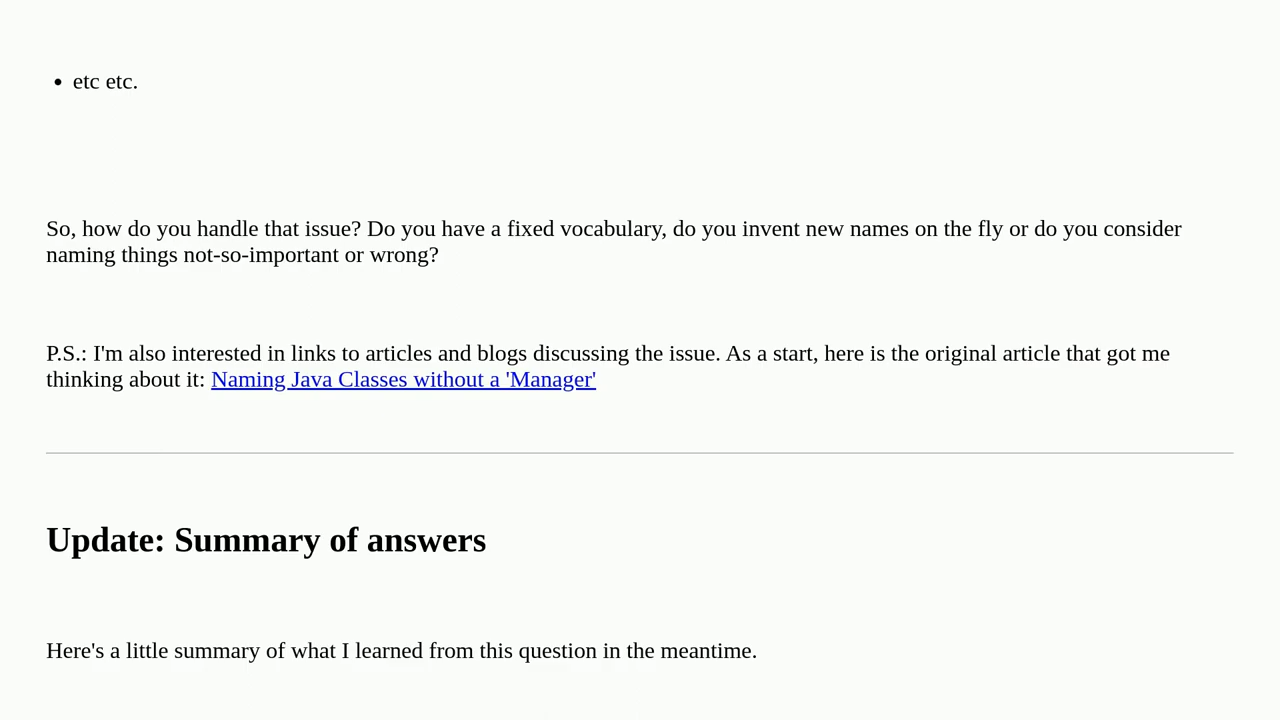 • etc etc.
So, how do you handle that issue? Do you have a fixed vocabulary, do you invent new names on the fly or do you consider
naming things not-so-important or wrong?
P.S.: I'm also interested in links to articles and blogs discussing the issue. As a start, here is the original article that got me
thinking about it: Naming Java Classes without a 'Manager'
Update: Summary of answers
Here's a little summary of what I learned from this question in the meantime.